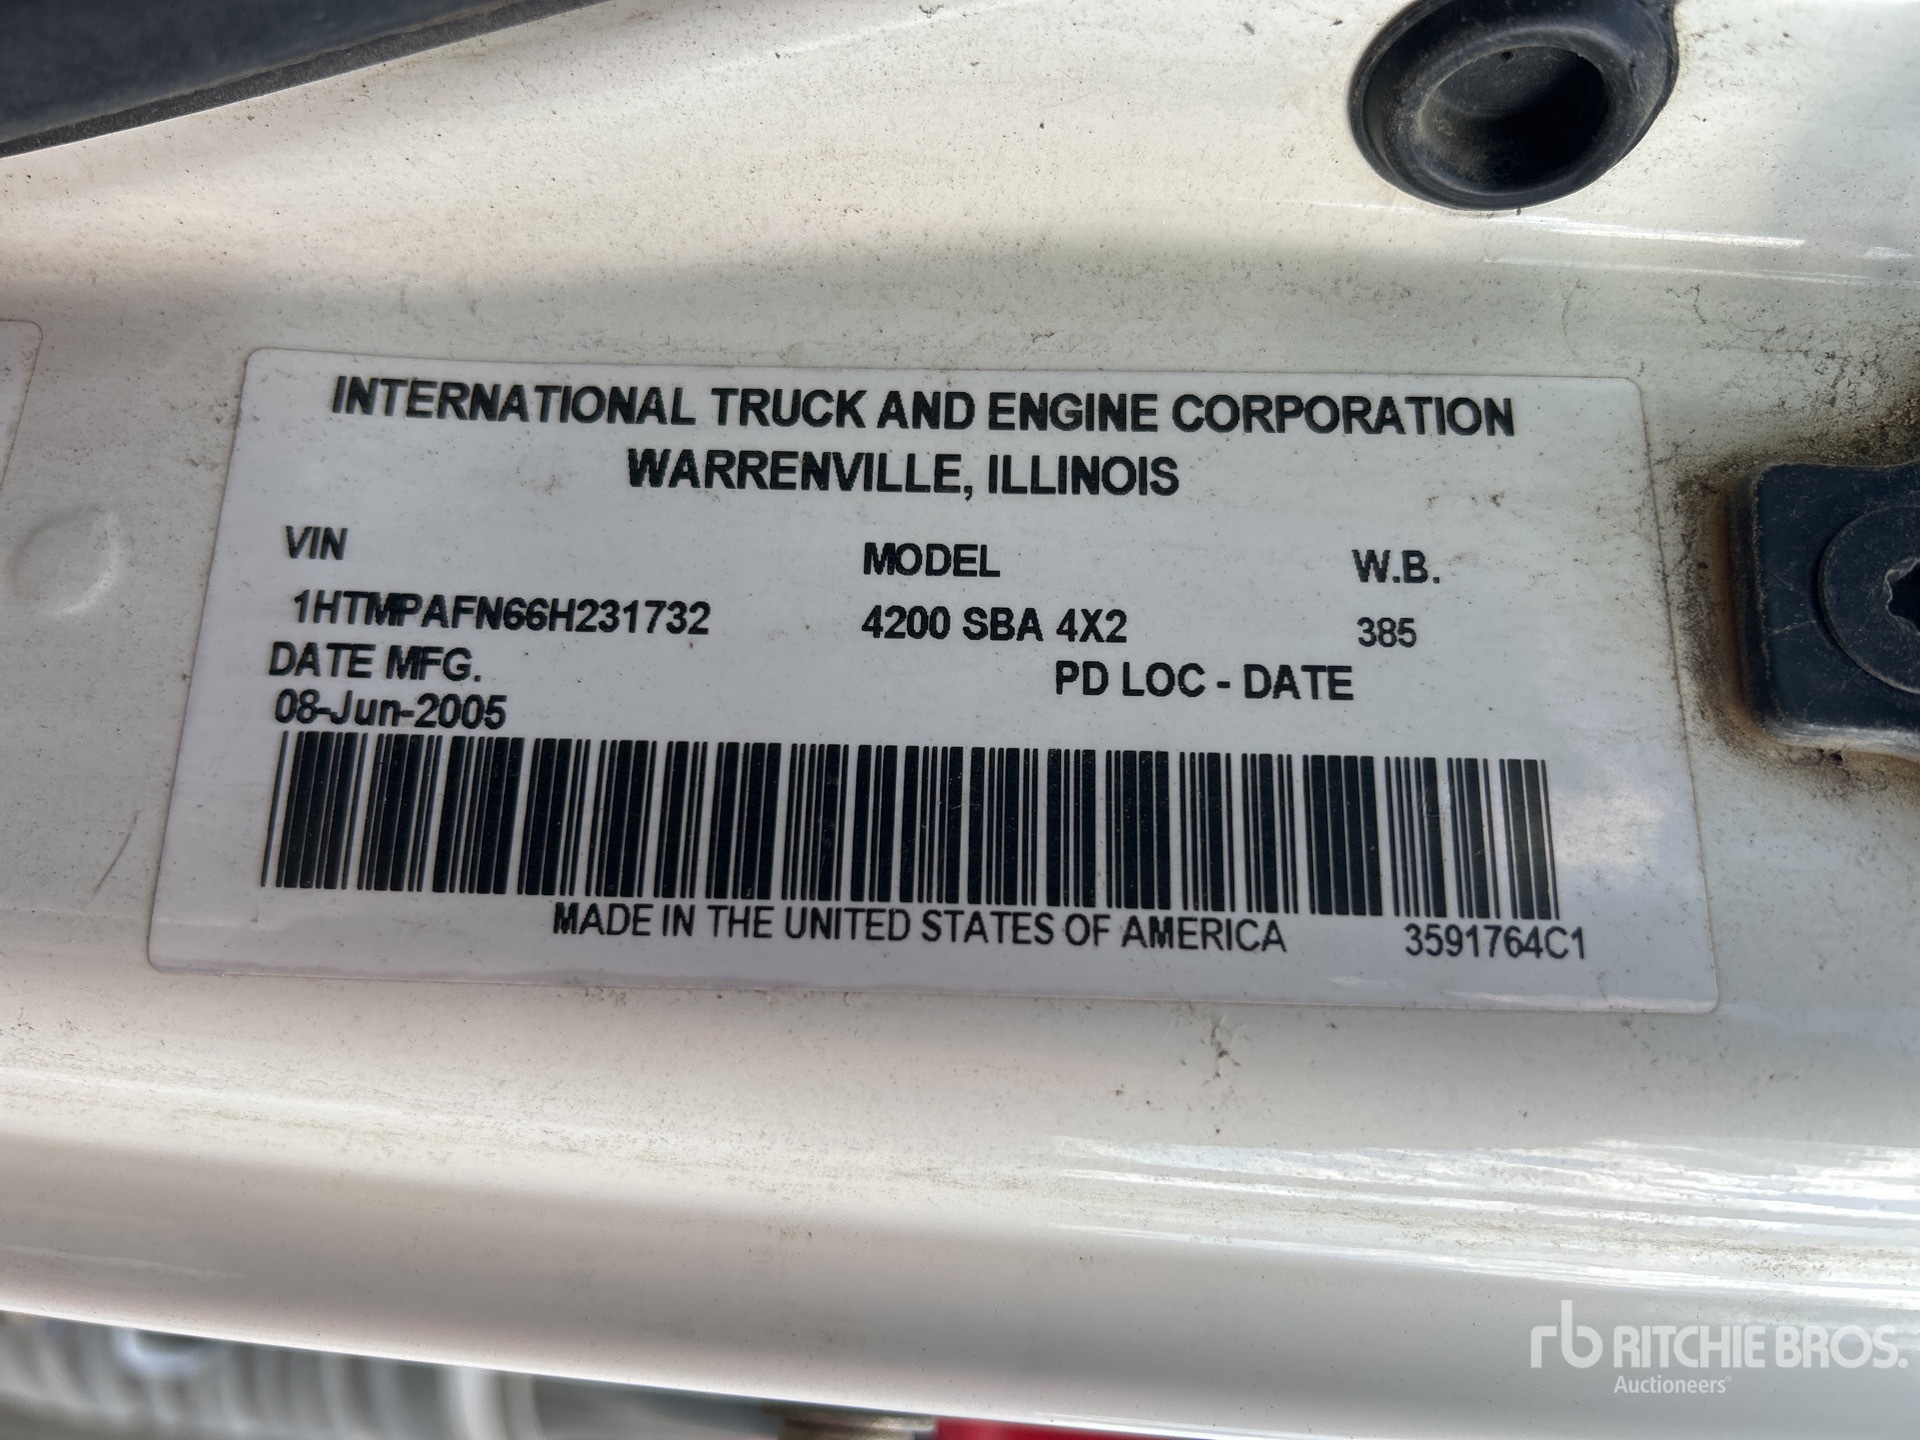 INTERNATIONAL TRUCK AND ENGINE CORPORATION
WARRENVILLE, ILLINOIS
VIN MODEL W.B.
1HTMPAFN66H231732 4200 SBA 4X2 385
DATE MFG. PD LOC - DATE
08-Jun-2005
MADE IN THE UNITED STATES OF AMERICA 3591764C1
rb RITCHIE BROS.
Auctioneers